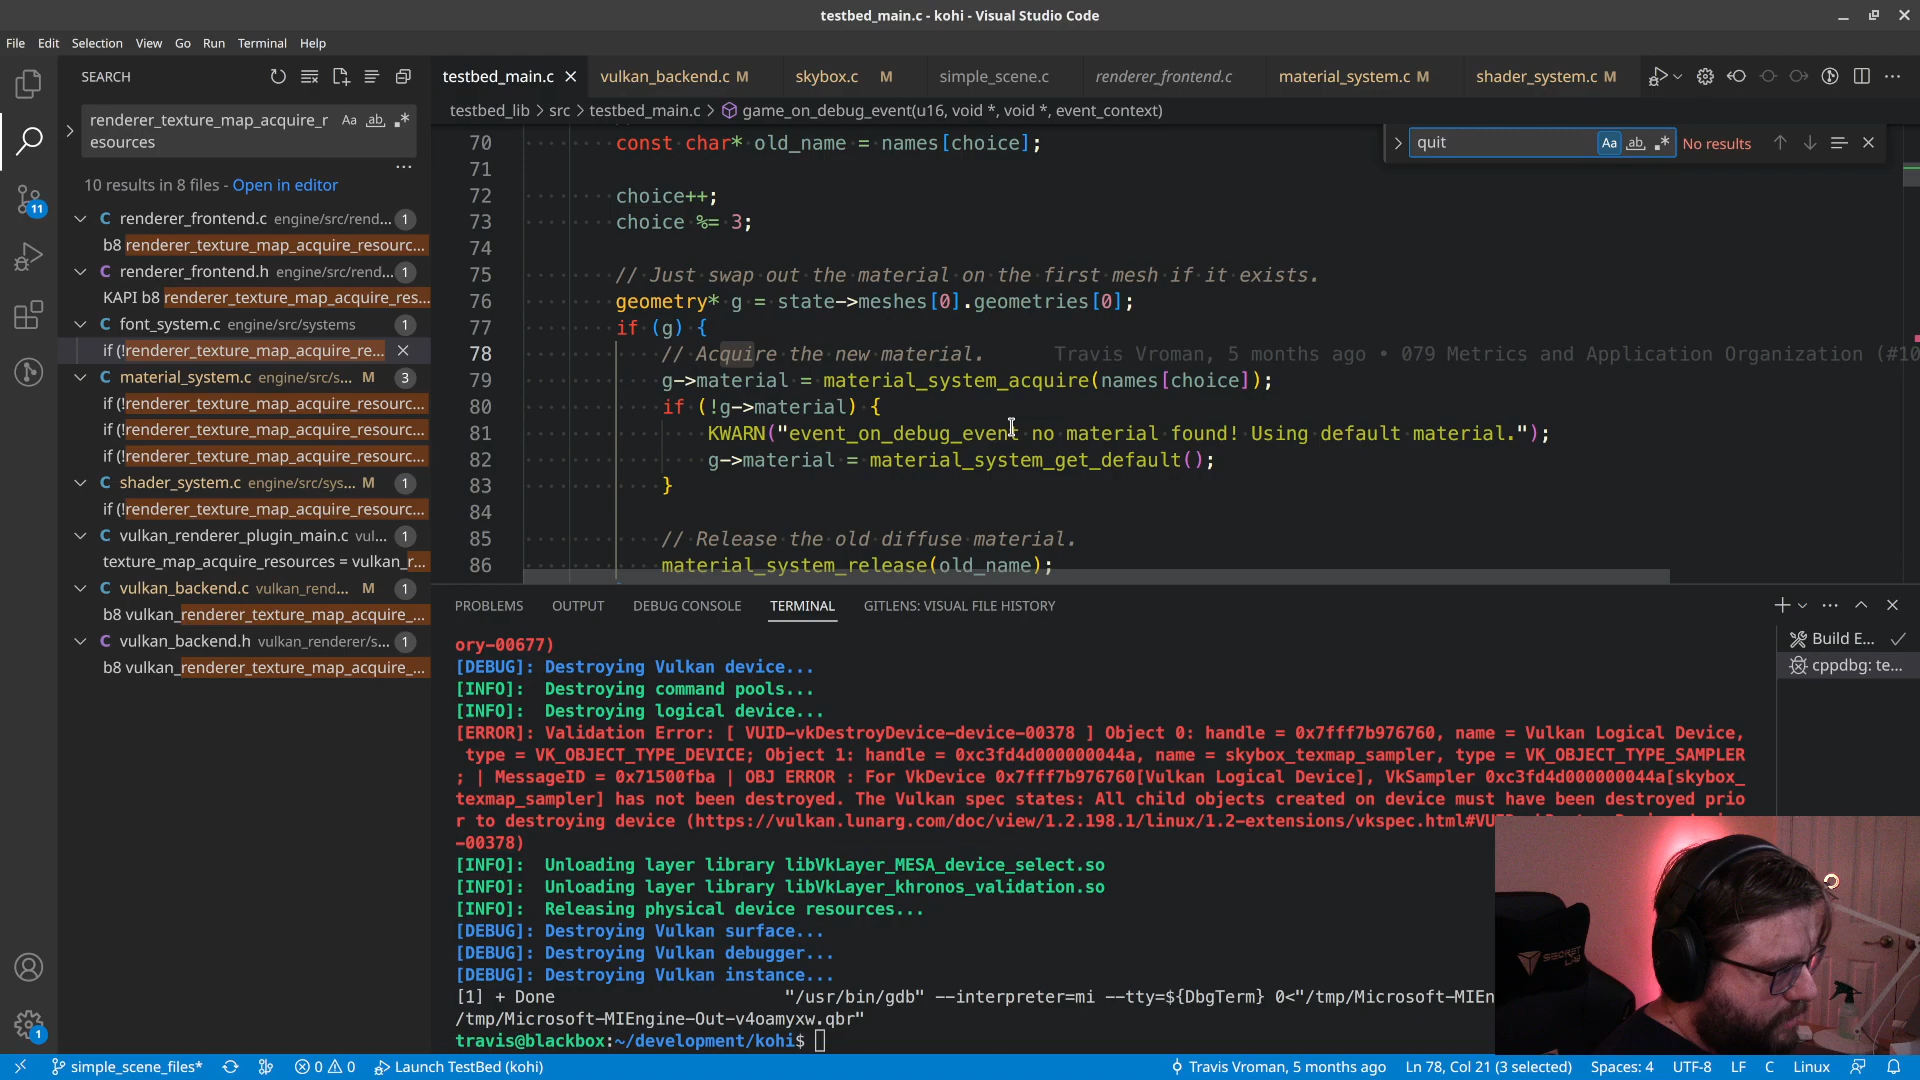 testbed_main.c - kohi - Visual Studio Code
File Edit Selection View Go Run Terminal Help
SEARCH
renderer_texture_map_acquire_r
esources
Aa ab .*
10 results in 8 files - Open in editor
renderer_frontend.c engine/src/rend... 1
b8 renderer_texture_map_acquire_resourc...
renderer_frontend.h engine/src/rend... 1
KAPI b8 renderer_texture_map_acquire_res...
font_system.c engine/src/systems 1
if (!renderer_texture_map_acquire_re...
material_system.c engine/src/s... M 3
if (!renderer_texture_map_acquire_resourc...
if (!renderer_texture_map_acquire_resourc...
if (!renderer_texture_map_acquire_resourc...
shader_system.c engine/src/sys... M 1
if (!renderer_texture_map_acquire_resourc...
vulkan_renderer_plugin_main.c vul... 1
texture_map_acquire_resources = vulkan_r...
vulkan_backend.c vulkan_rend... M 1
b8 vulkan_renderer_texture_map_acquire_...
vulkan_backend.h vulkan_renderer/s... 1
b8 vulkan_renderer_texture_map_acquire_...
11
1
testbed_main.c vulkan_backend.c M skybox.c M simple_scene.c renderer_frontend.c material_system.c M shader_system.c M
testbed_lib > src > testbed_main.c > game_on_debug_event(u16, void *, void *, event_context)
quit Aa ab .* No results
70 const char* old_name = names[choice];
71
72 choice++;
73 choice %= 3;
74
75 // Just swap out the material on the first mesh if it exists.
76 geometry* g = state->meshes[0].geometries[0];
77 if (g) {
78 // Acquire the new material. Travis Vroman, 5 months ago • 079 Metrics and Application Organization (#10
79 g->material = material_system_acquire(names[choice]);
80 if (!g->material) {
81 KWARN("event_on_debug_event no material found! Using default material.");
82 g->material = material_system_get_default();
83 }
84
85 // Release the old diffuse material.
86 material_system_release(old_name);
PROBLEMS OUTPUT DEBUG CONSOLE TERMINAL GITLENS: VISUAL FILE HISTORY
Build E...
cppdbg: te...
ory-00677)
[DEBUG]: Destroying Vulkan device...
[INFO]: Destroying command pools...
[INFO]: Destroying logical device...
[ERROR]: Validation Error: [ VUID-vkDestroyDevice-device-00378 ] Object 0: handle = 0x7fff7b976760, name = Vulkan Logical Device,
type = VK_OBJECT_TYPE_DEVICE; Object 1: handle = 0xc3fd4d000000044a, name = skybox_texmap_sampler, type = VK_OBJECT_TYPE_SAMPLER
; | MessageID = 0x71500fba | OBJ ERROR : For VkDevice 0x7fff7b976760[Vulkan Logical Device], VkSampler 0xc3fd4d000000044a[skybox_
texmap_sampler] has not been destroyed. The Vulkan spec states: All child objects created on device must have been destroyed prio
r to destroying device (https://vulkan.lunarg.com/doc/view/1.2.198.1/linux/1.2-extensions/vkspec.html#VU
-00378)
[INFO]: Unloading layer library libVkLayer_MESA_device_select.so
[INFO]: Unloading layer library libVkLayer_khronos_validation.so
[INFO]: Releasing physical device resources...
[DEBUG]: Destroying Vulkan surface...
[DEBUG]: Destroying Vulkan debugger...
[DEBUG]: Destroying Vulkan instance...
[1] + Done "/usr/bin/gdb" --interpreter=mi --tty=${DbgTerm} 0<"/tmp/Microsoft-MIEn
/tmp/Microsoft-MIEngine-Out-v4oamyxw.qbr"
travis@blackbox:~/development/kohi$
SECRET LAB
simple_scene_files* 0 0 Launch TestBed (kohi) Travis Vroman, 5 months ago Ln 78, Col 21 (3 selected) Spaces: 4 UTF-8 LF C Linux